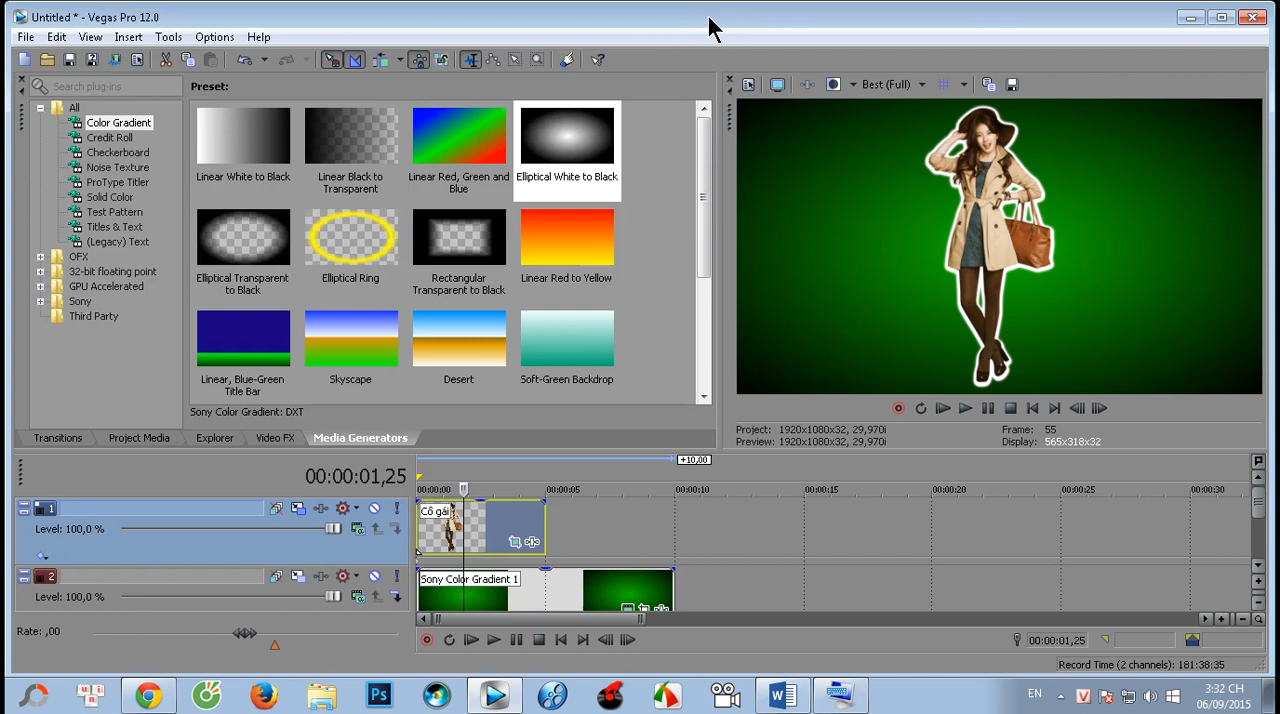 Untitled * - Vegas Pro 12.0
File Edit View Insert Tools Options Help
Search plug-ins
Preset:
Best (Full)
All
Color Gradient
Credit Roll
Checkerboard
Noise Texture
ProType Titler
Solid Color
Test Pattern
Titles & Text
(Legacy) Text
OFX
32-bit floating point
GPU Accelerated
Sony
Third Party
Linear White to Black
Linear Black to
Transparent
Linear Red, Green and
Blue
Elliptical White to Black
Elliptical Transparent
to Black
Elliptical Ring
Rectangular
Transparent to Black
Linear Red to Yellow
Linear, Blue-Green
Title Bar
Skyscape
Desert
Soft-Green Backdrop
Sony Color Gradient: DXT
Transitions Project Media Explorer Video FX Media Generators
Project: 1920x1080x32, 29,970i
Preview: 1920x1080x32, 29,970i
Frame: 55
Display: 565x318x32
+10,00
00:00:01,25
00:00:00 00:00:05 00:00:10 00:00:15 00:00:20 00:00:25 00:00:30
1
Level: 100,0 %
Cô gái
2
Level: 100,0 %
Sony Color Gradient 1
Rate: ,00
00:00:01,25
Record Time (2 channels): 181:38:35
Ps
W
EN
V
3:32 CH
06/09/2015